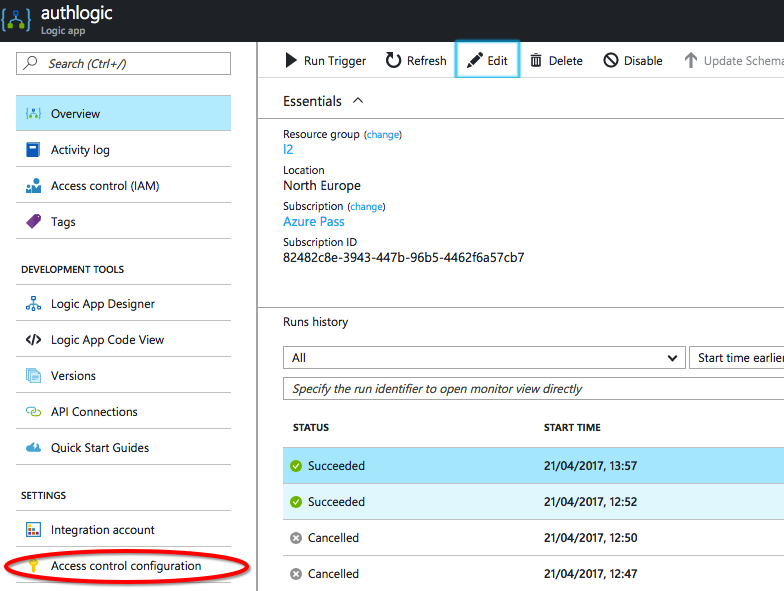 authlogic
Logic app
Search (Ctrl+/)
Overview
Activity log
Access control (IAM)
Tags
DEVELOPMENT TOOLS
Logic App Designer
Logic App Code View
Versions
API Connections
Quick Start Guides
SETTINGS
Integration account
Access control configuration
Run Trigger
Refresh
Edit
Delete
Disable
Update Schema
Essentials
Resource group (change)
l2
Location
North Europe
Subscription (change)
Azure Pass
Subscription ID
82482c8e-3943-447b-96b5-4462f6a57cb7
Runs history
All
Start time earlier
Specify the run identifier to open monitor view directly
STATUS START TIME
Succeeded 21/04/2017, 13:57
Succeeded 21/04/2017, 12:52
Cancelled 21/04/2017, 12:50
Cancelled 21/04/2017, 12:47